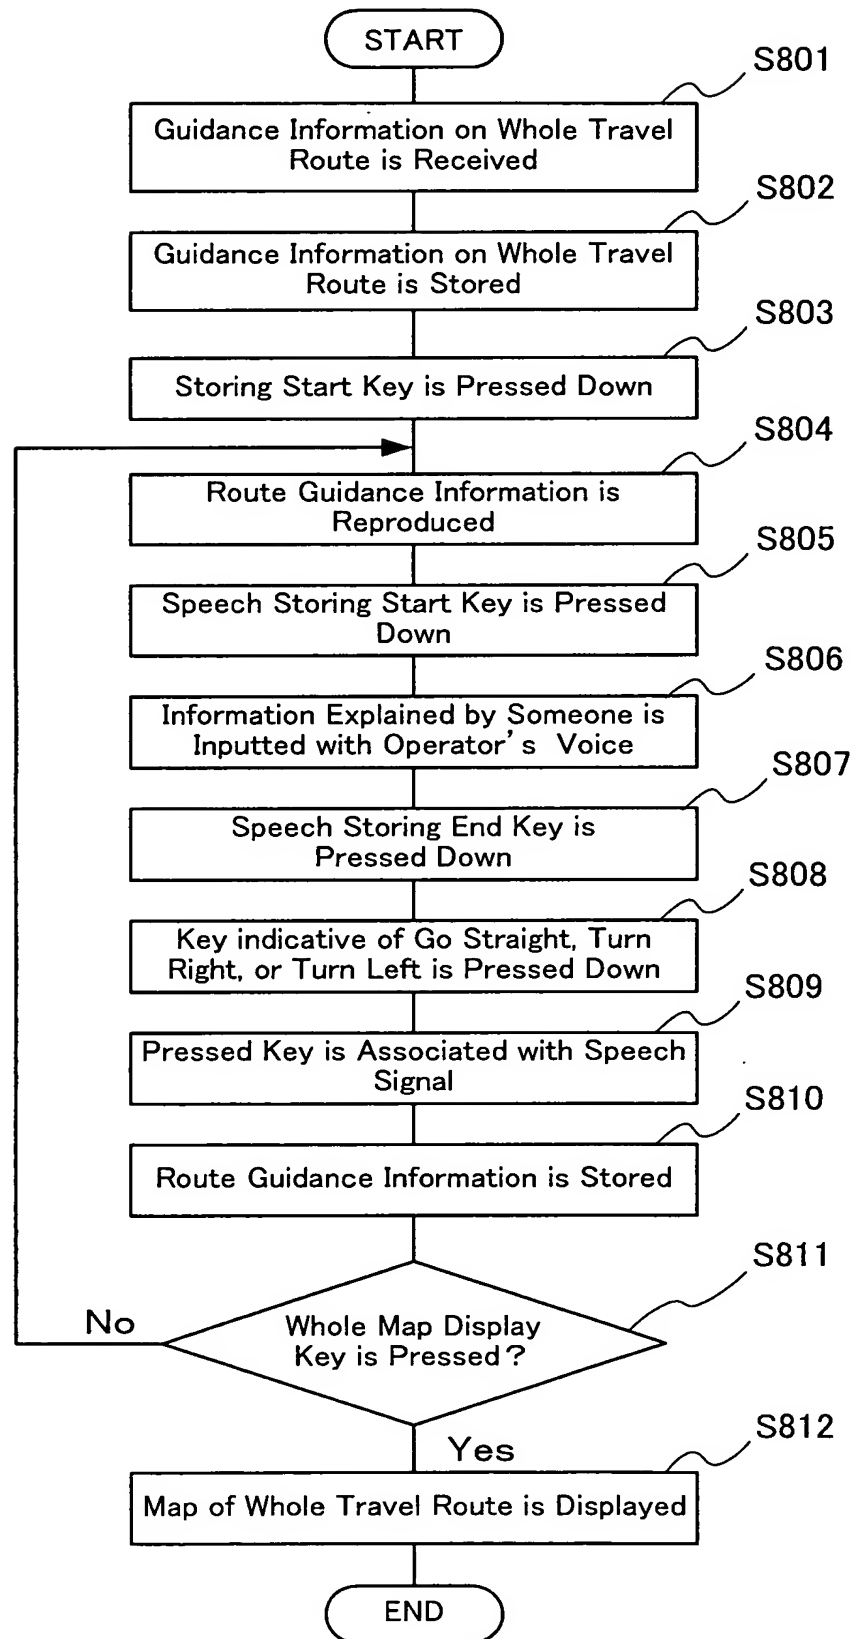 START
S801
Guidance Information on Whole Travel
Route is Received
S802
Guidance Information on Whole Travel
Route is Stored
S803
Storing Start Key is Pressed Down
S804
Route Guidance Information is
Reproduced
S805
Speech Storing Start Key is Pressed
Down
S806
Information Explained by Someone is
Inputted with Operator's Voice
S807
Speech Storing End Key is
Pressed Down
S808
Key indicative of Go Straight, Turn
Right, or Turn Left is Pressed Down
S809
Pressed Key is Associated with Speech
Signal
S810
Route Guidance Information is Stored
S811
No
Whole Map Display
Key is Pressed?
Yes
S812
Map of Whole Travel Route is Displayed
END